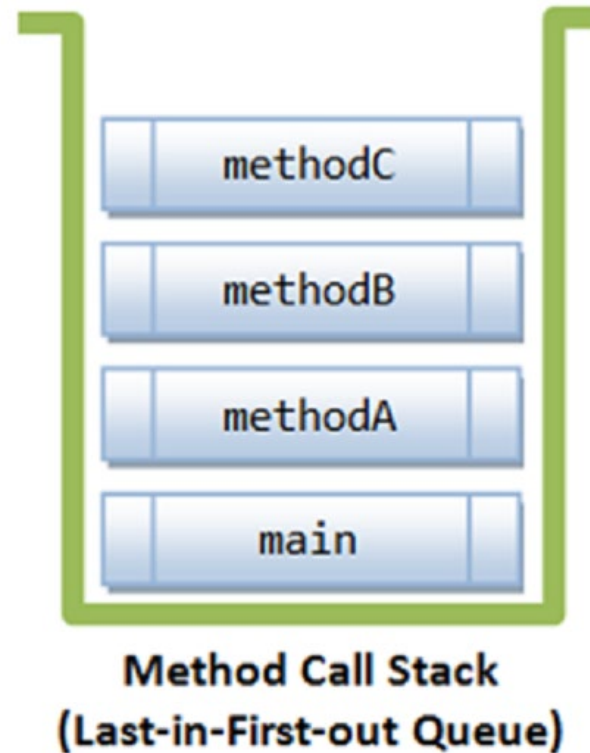 methodC
methodB
methodA
main
Method Call Stack
(Last-in-First-out Queue)